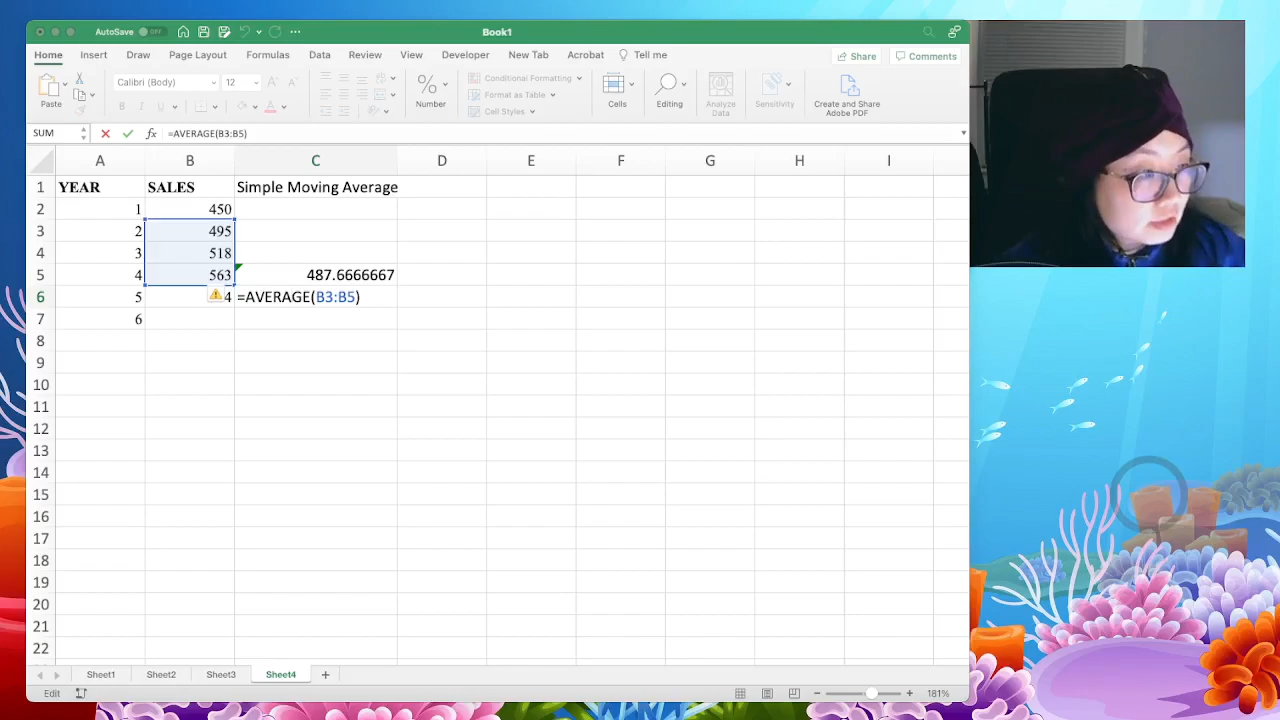 AutoSave OFF
Book1
Home Insert Draw Page Layout Formulas Data Review View Developer New Tab Acrobat Tell me Share Comments
Paste Calibri (Body) 12 Number Conditional Formatting Format as Table Cell Styles Cells Editing Analyze Data Sensitivity Create and Share Adobe PDF
SUM fx =AVERAGE(B3:B5)
A B C D E F G H I
1 YEAR SALES Simple Moving Average
2 1 450
3 2 495
4 3 518
5 4 563 487.6666667
6 5 4 =AVERAGE(B3:B5)
7 6
8
9
10
11
12
13
14
15
16
17
18
19
20
21
22
Sheet1 Sheet2 Sheet3 Sheet4 +
Edit 181%